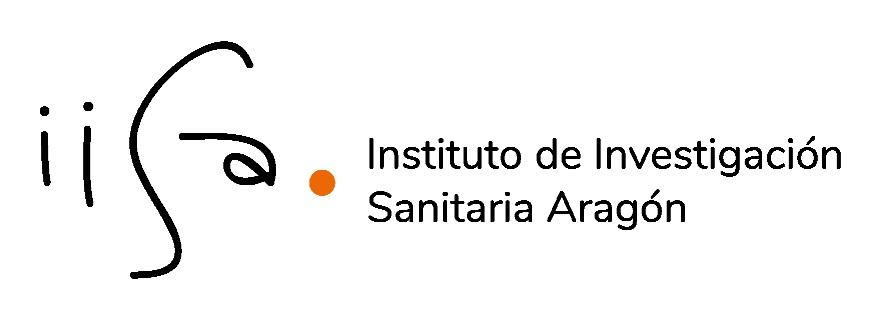 iisa.
Instituto de Investigación
Sanitaria Aragón